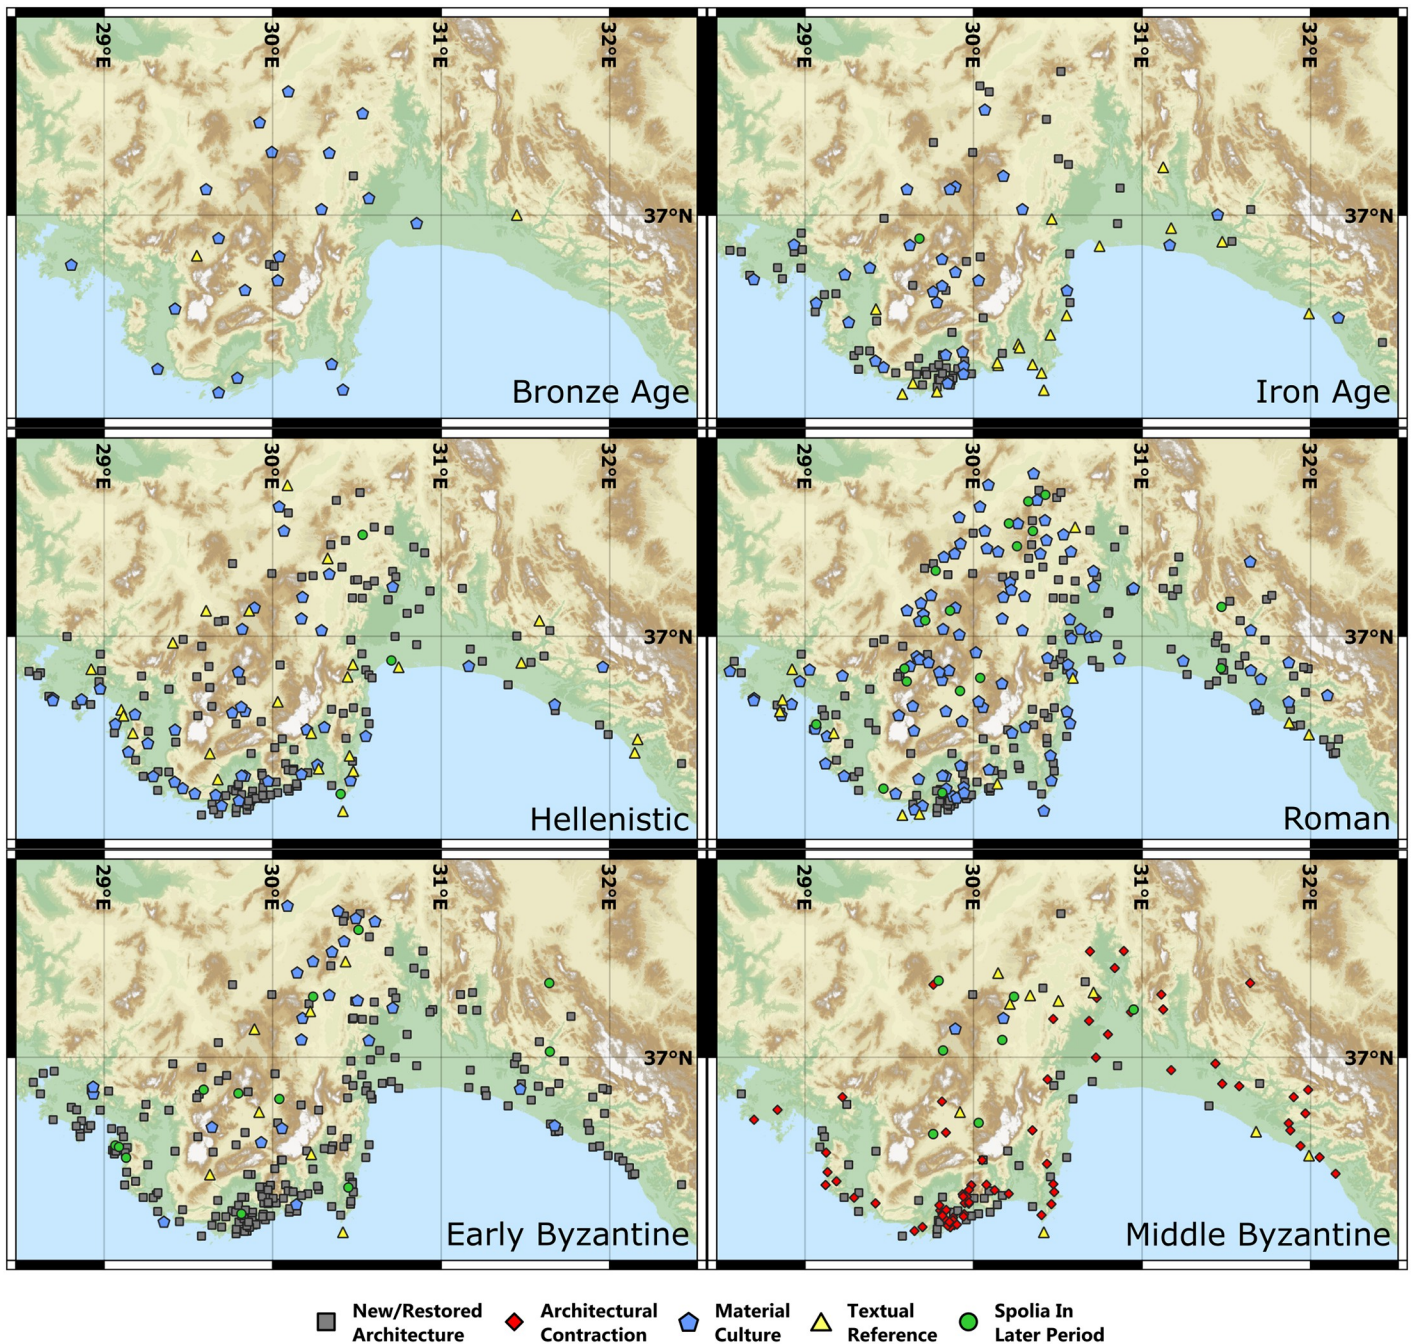 29°E 30°E 31°E 32°E 29°E 30°E 31°E 32°E
37°N 37°N
Bronze Age Iron Age
29°E 30°E 31°E 32°E 29°E 30°E 31°E 32°E
37°N 37°N
Hellenistic Roman
29°E 30°E 31°E 32°E 29°E 30°E 31°E 32°E
37°N 37°N
Early Byzantine Middle Byzantine
New/Restored Architectural Material Textual Spolia In
Architecture Contraction Culture Reference Later Period